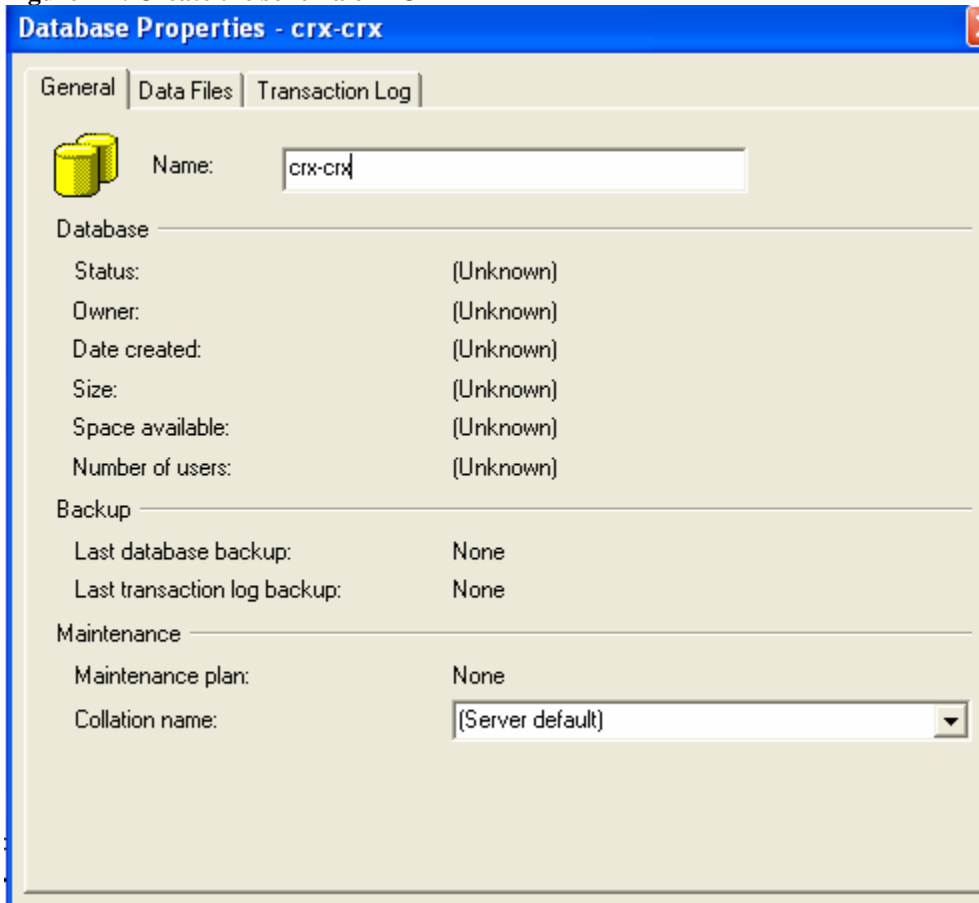 Database Properties - crx-crx
General Data Files Transaction Log
Name: crx-crx
Database
Status: (Unknown)
Owner: (Unknown)
Date created: (Unknown)
Size: (Unknown)
Space available: (Unknown)
Number of users: (Unknown)
Backup
Last database backup: None
Last transaction log backup: None
Maintenance
Maintenance plan: None
Collation name: (Server default)